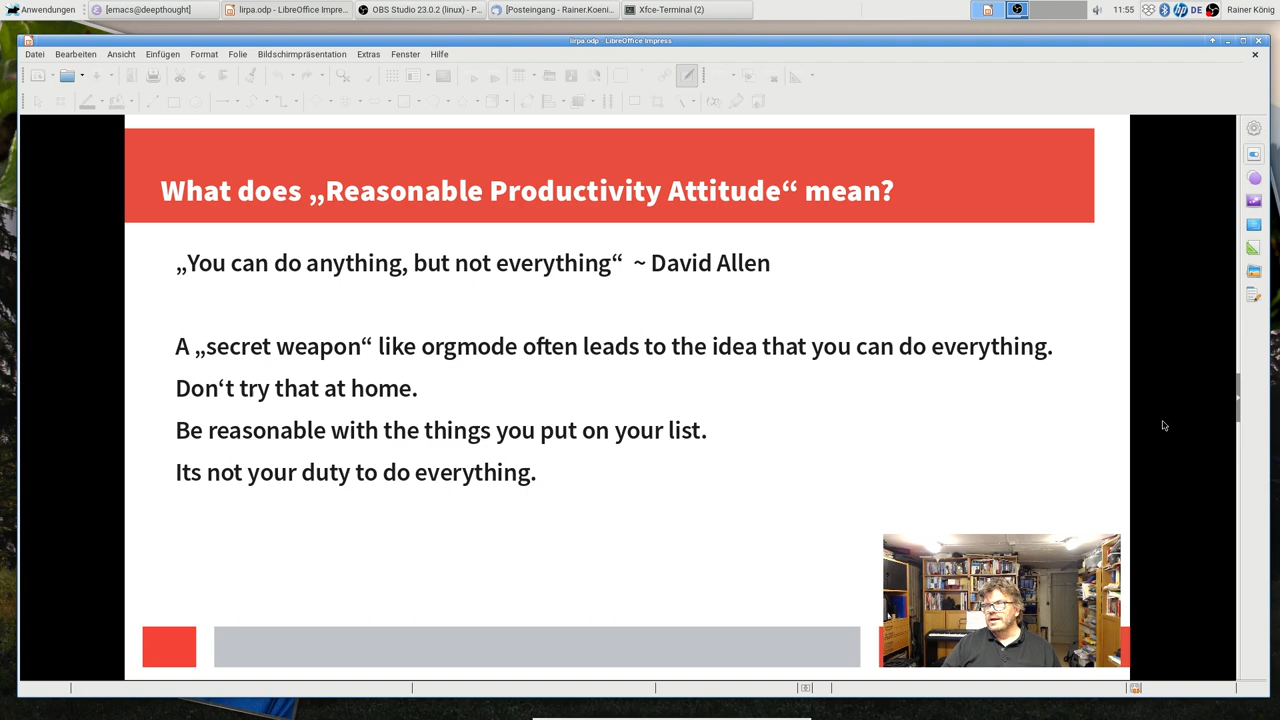 Anwendungen
[emacs@deepthought]
lirpa.odp - LibreOffice Impre...
OBS Studio 23.0.2 (linux) - P...
[Posteingang - Rainer.Koeni...
Xfce-Terminal (2)
11:55
DE
Rainer König
lirpa.odp - LibreOffice Impress
Datei Bearbeiten Ansicht Einfügen Format Folie Bildschirmpräsentation Extras Fenster Hilfe
What does „Reasonable Productivity Attitude“ mean?
„You can do anything, but not everything“ ~ David Allen
A „secret weapon“ like orgmode often leads to the idea that you can do everything.
Don‘t try that at home.
Be reasonable with the things you put on your list.
Its not your duty to do everything.